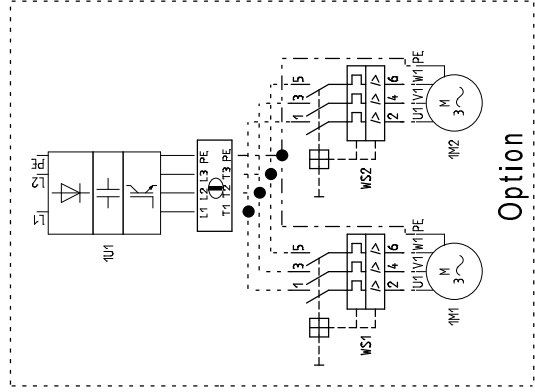 L1 L2 PE
1U1
L1 L2 L3 PE
T1 T2 T3 PE
1 3 5
1 3 5
WS1
I> I> I>
WS2
I> I> I>
2 4 6
2 4 6
U1 V1 W1 PE
U1 V1 W1 PE
M
3~
M
3~
1M1
1M2
Option